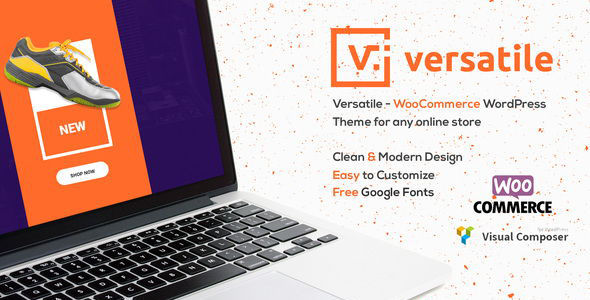 NEW
SHOP NOW
versatile
Versatile - WooCommerce WordPress
Theme for any online store
Clean & Modern Design
Easy to Customize
Free Google Fonts
WOO
COMMERCE
Visual Composer